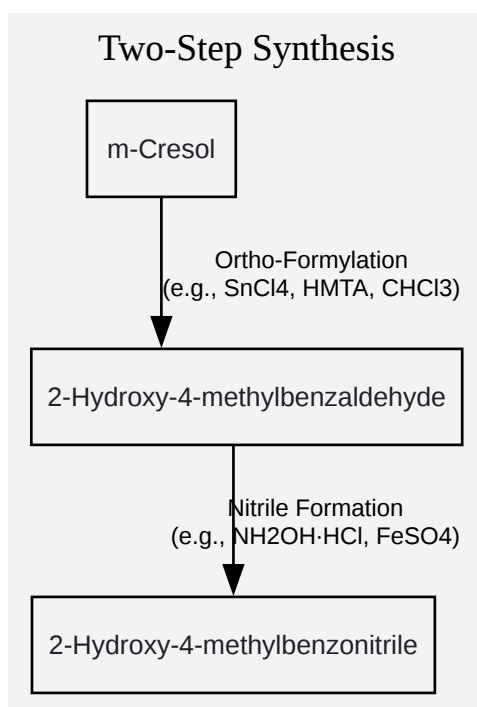 Two-Step Synthesis
m-Cresol
Ortho-Formylation
(e.g., SnCl4, HMTA, CHCl3)
2-Hydroxy-4-methylbenzaldehyde
Nitrile Formation
(e.g., NH2OH·HCl, FeSO4)
2-Hydroxy-4-methylbenzonitrile